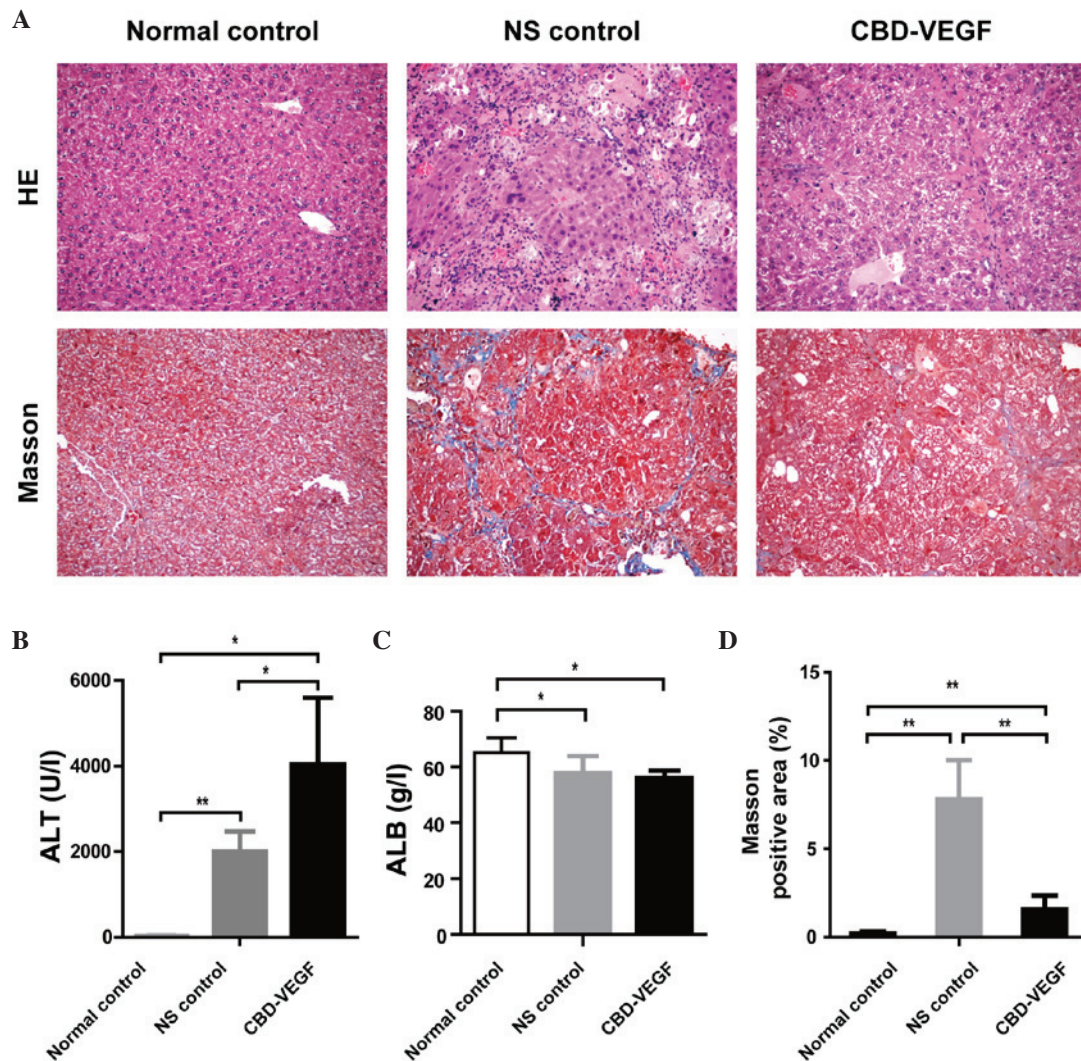 A
Normal control NS control CBD-VEGF
HE
Masson
B
ALT (U/l)
6000
4000
2000
0
*
*
**
Normal control
NS control
CBD-VEGF
C
ALB (g/l)
80
60
40
20
0
*
*
Normal control
NS control
CBD-VEGF
D
Masson
positive area (%)
15
10
5
0
**
**
**
Normal control
NS control
CBD-VEGF